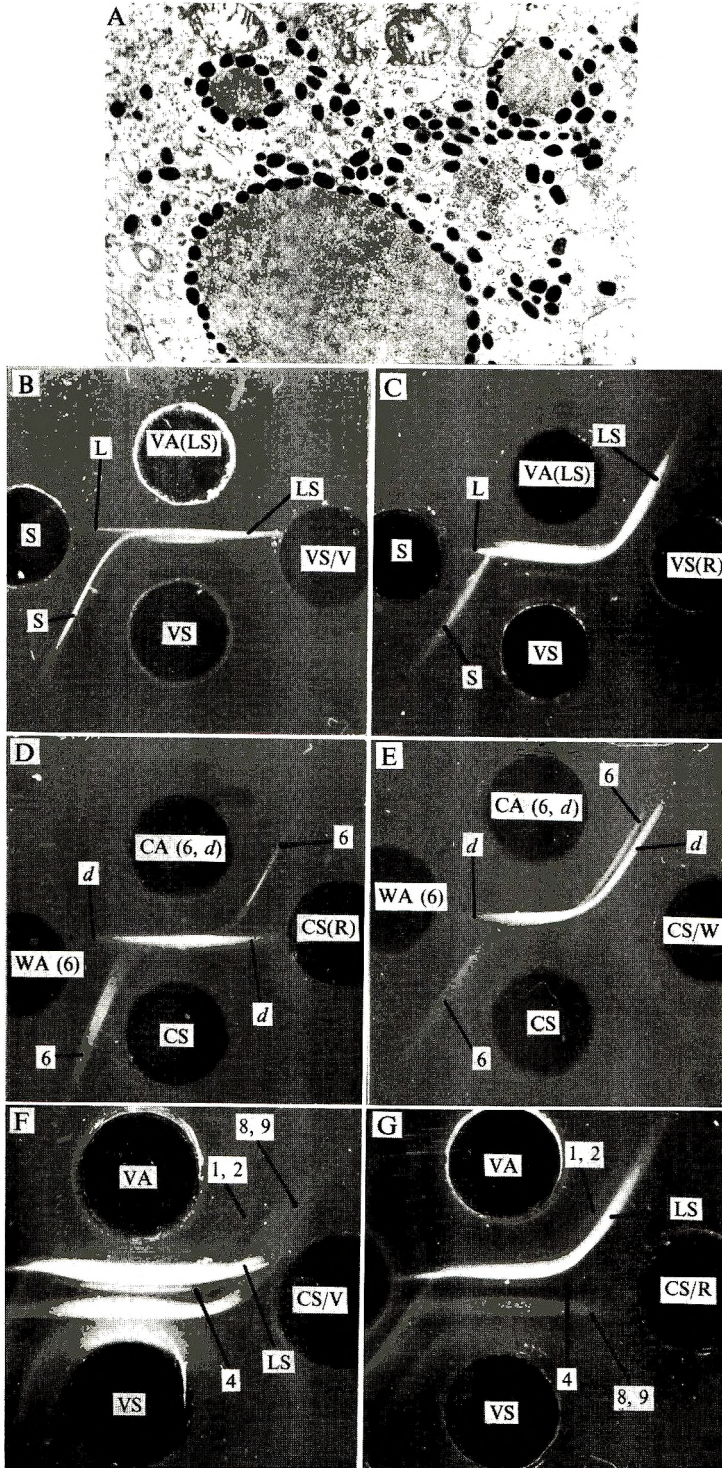 A
B
VA(LS)
L
LS
S
VS/V
S
VS
C
VA(LS)
LS
L
S
VS(R)
VS
S
D
CA (6, d)
6
d
CS(R)
WA (6)
d
CS
6
E
6
CA (6, d)
d
d
WA (6)
CS/W
CS
6
F
8, 9
VA
1, 2
CS/V
4
LS
VS
G
VA
1, 2
LS
CS/R
4
8, 9
VS